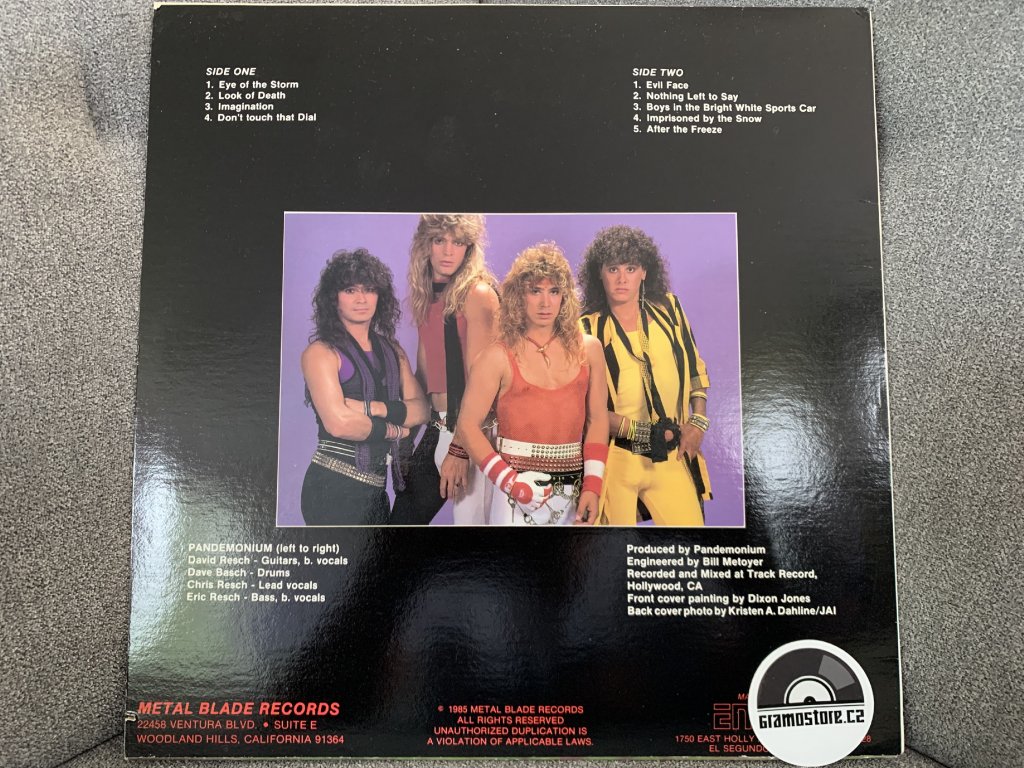 SIDE ONE
1. Eye of the Storm
2. Look of Death
3. Imagination
4. Don't touch that Dial
SIDE TWO
1. Evil Face
2. Nothing Left to Say
3. Boys in the Bright White Sports Car
4. Imprisoned by the Snow
5. After the Freeze
PANDEMONIUM (left to right)
David Resch - Guitars, b. vocals
Dave Basch - Drums
Chris Resch - Lead vocals
Eric Resch - Bass, b. vocals
Produced by Pandemonium
Engineered by Bill Metoyer
Recorded and Mixed at Track Record,
Hollywood, CA
Front cover painting by Dixon Jones
Back cover photo by Kristen A. Dahline/JAI
METAL BLADE RECORDS
22458 VENTURA BLVD. • SUITE E
WOODLAND HILLS, CALIFORNIA 91364
© 1985 METAL BLADE RECORDS
ALL RIGHTS RESERVED
UNAUTHORIZED DUPLICATION IS
A VIOLATION OF APPLICABLE LAWS.
1750 EAST HOLLY
EL SEGUNDO
GRAMOSTORE.CZ